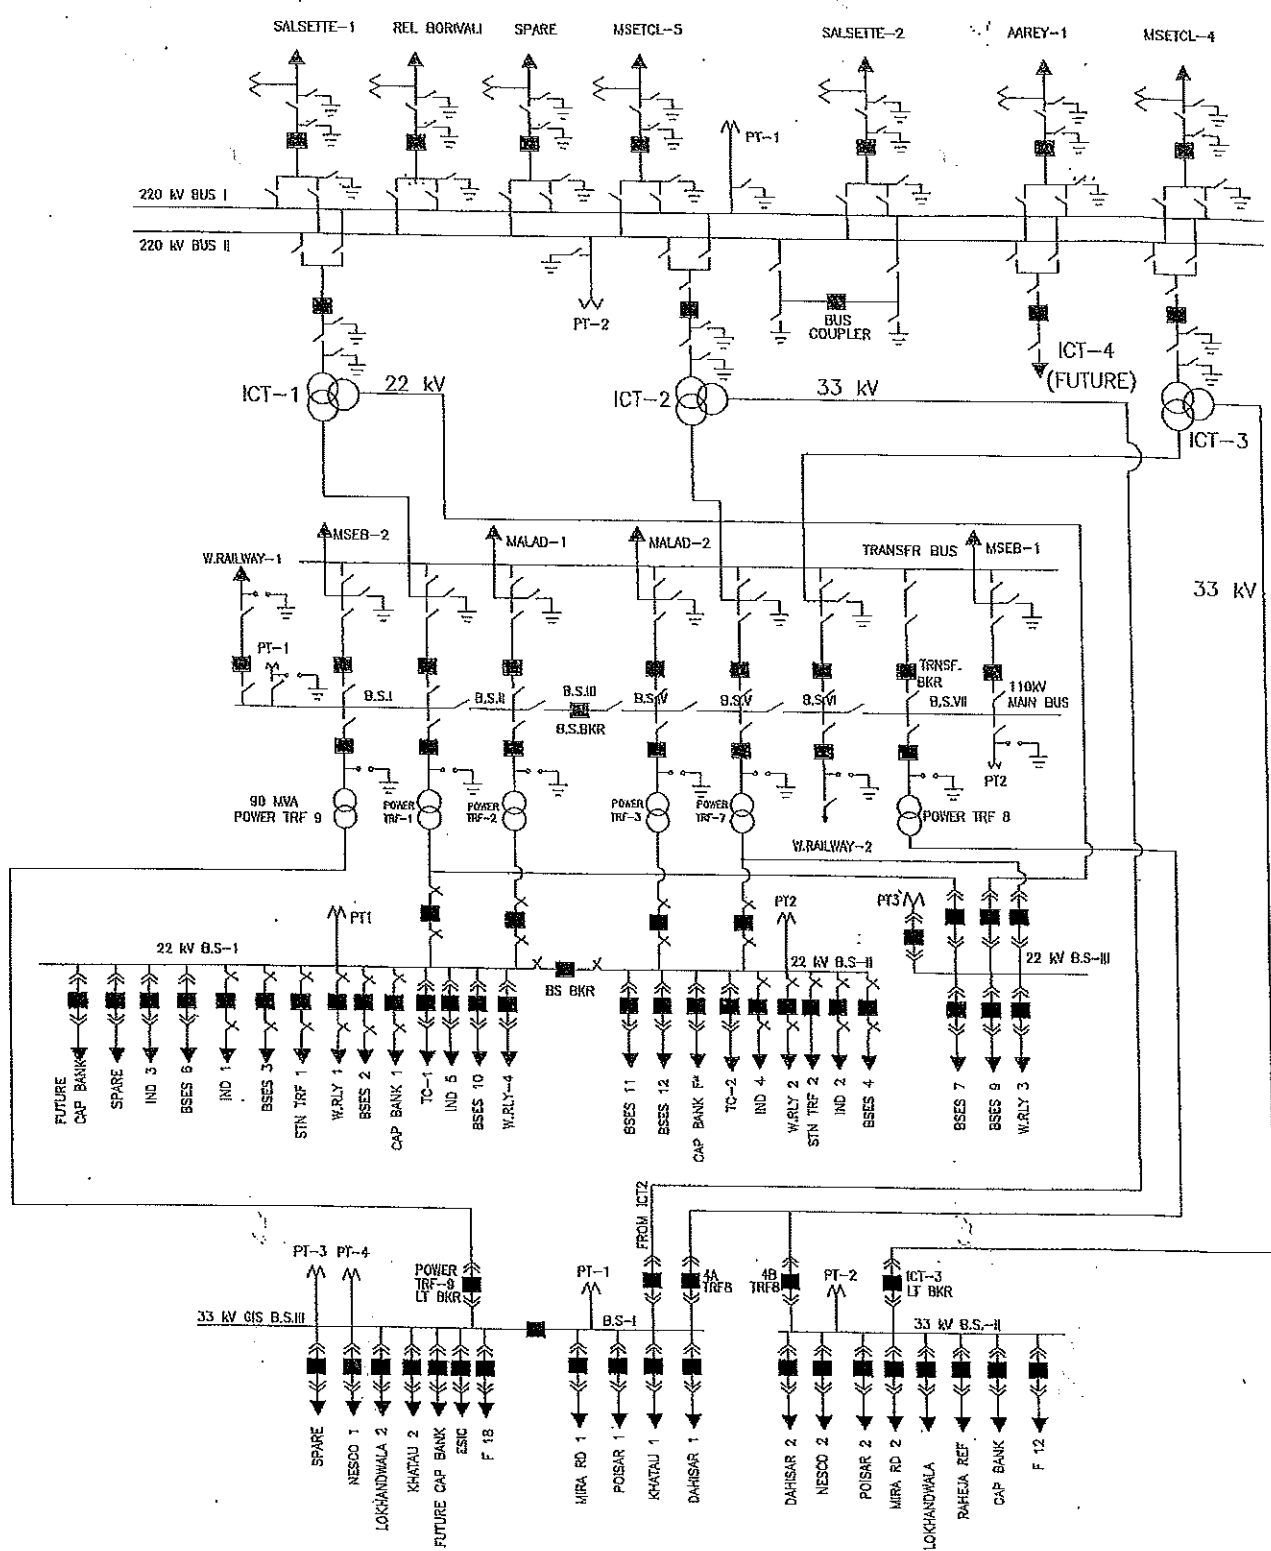 SALSETTE-1
REL BORIVALI
SPARE
MSETCL-5
SALSETTE-2
AAREY-1
MSETCL-4
PT-1
220 kV BUS I
220 kV BUS II
PT-2
BUS
COUPLER
ICT-4
(FUTURE)
ICT-1
22 kV
ICT-2
33 kV
ICT-3
MSEB-2
MALAD-1
MALAD-2
TRANSFR BUS
MSEB-1
W.RAILWAY-1
33 kV
PT-1
TRNSF.
BKR
B.S.I
B.S.II
B.S.III
B.S.BKR
B.S.IV
B.S.V
B.S.VI
B.S.VII
110kV
MAIN BUS
PT2
90 MVA
POWER TRF 9
POWER
TRF-1
POWER
TRF-2
POWER
TRF-3
POWER
TRF-7
POWER TRF 8
W.RAILWAY-2
PT1
PT2
PT3
22 kV B.S-I
BS BKR
22 kV B.S-II
22 kV B.S-III
FUTURE
CAP BANK
SPARE
IND 3
BSES 6
IND 1
BSES 3
STN TRF 1
W.RLY 1
BSES 2
CAP BANK 1
TC-1
IND 5
BSES 10
W.RLY-4
BSES 11
BSES 12
CAP BANK F*
TC-2
IND 4
W.RLY 2
STN TRF 2
IND 2
BSES 4
BSES 7
BSES 9
W.RLY 3
FROM ICT2
PT-3
PT-4
POWER
TRF-9
LT BKR
PT-1
4A
TRF8
4B
TRF8
PT-2
ICT-3
LT BKR
33 kV GIS B.S.III
B.S-I
33 kV B.S.-II
SPARE
NESCO 1
LOKHANDWALA 2
KHATAU 2
FUTURE CAP BANK
ESIC
F 18
MIRA RD 1
POISAR 1
KHATAU 1
DAHISAR 1
DAHISAR 2
NESCO 2
POISAR 2
MIRA RD 2
LOKHANDWALA
RAHEJA REF
CAP BANK
F 12